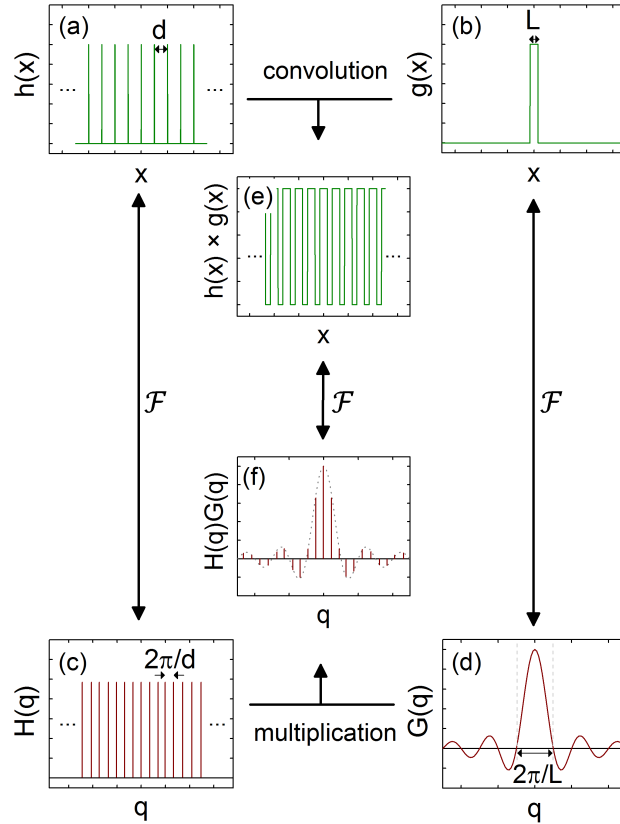 (a)
d
h(x)
...
...
x
convolution
(b)
L
g(x)
x
(e)
h(x) × g(x)
...
...
x
ℱ
ℱ
ℱ
(f)
H(q)G(q)
q
(c)
2π/d
H(q)
...
...
q
multiplication
(d)
G(q)
2π/L
q